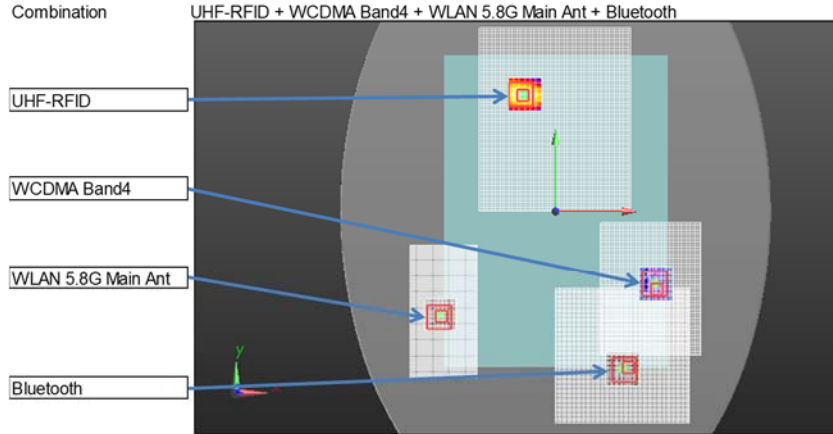 Combination UHF-RFID + WCDMA Band4 + WLAN 5.8G Main Ant + Bluetooth
UHF-RFID
WCDMA Band4
WLAN 5.8G Main Ant
y
Bluetooth